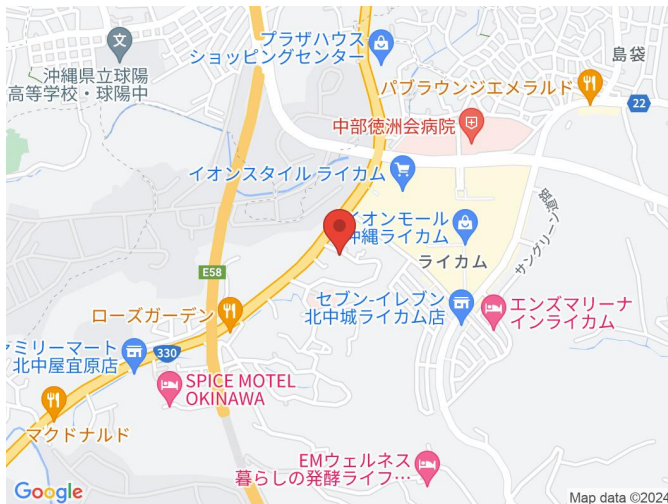 プラザハウス
ショッピングセンター
沖縄県立球陽
高等学校・球陽中
島袋
パブラウンジエメラルド
22
中部徳洲会病院
イオンスタイル ライカム
イオンモール
沖縄ライカム
サングリーン道路
ライカム
E58
セブン-イレブン
北中城ライカム店
エンズマリーナ
インライカム
ローズガーデン
ァミリーマート
北中屋宜原店
330
SPICE MOTEL
OKINAWA
マクドナルド
EMウェルネス
暮らしの発酵ライフ…
Google
Map data ©2024